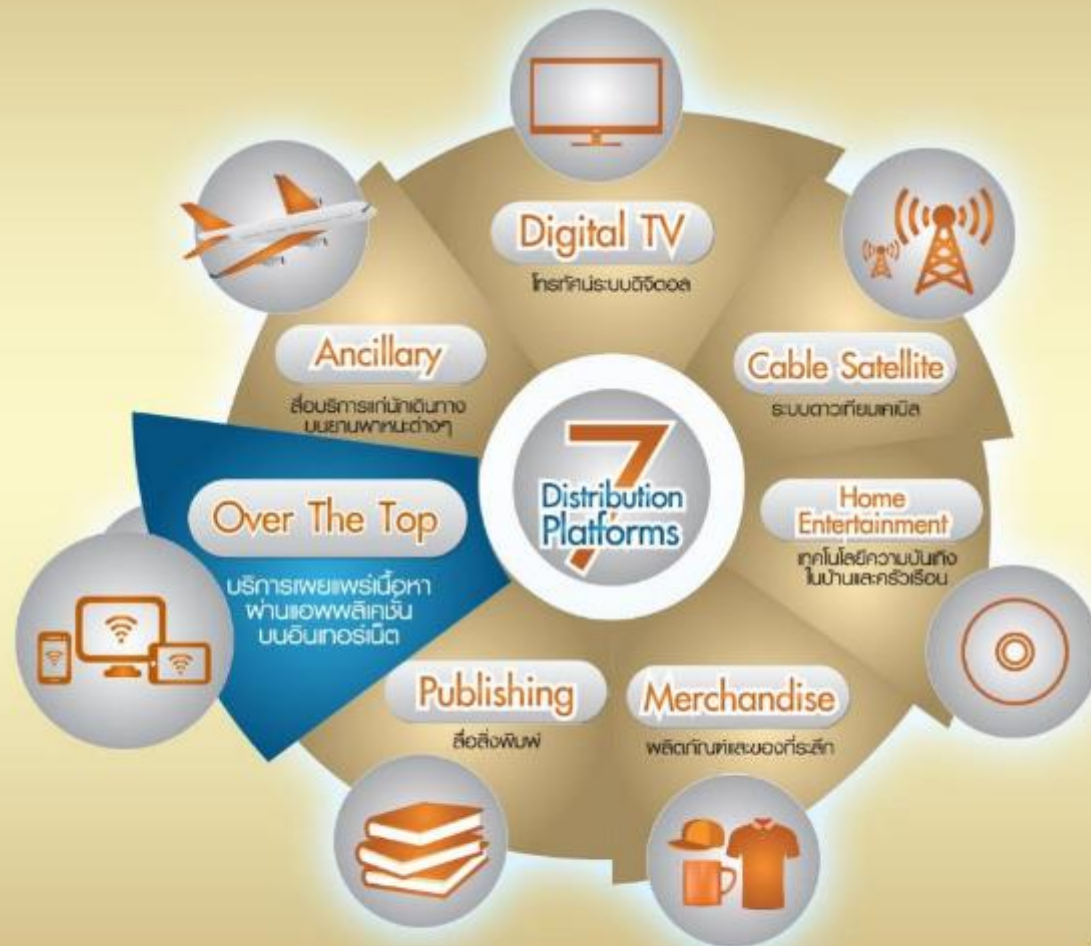 Digital TV
โทรทัศน์ระบบดิจิตอล
Cable Satellite
ระบบดาวเทียมเคเบิล
Home
Entertainment
เทคโนโลยีความบันเทิง
ในบ้านและครัวเรือน
Merchandise
ผลิตภัณฑ์และของที่ระลึก
Publishing
สื่อสิ่งพิมพ์
Over The Top
บริการเผยแพร่เนื้อหา
ผ่านแอพพลิเคชั่น
บนอินเทอร์เน็ต
Ancillary
สื่อบริการแก่นักเดินทาง
บนยานพาหนะต่างๆ
7
Distribution
Platforms